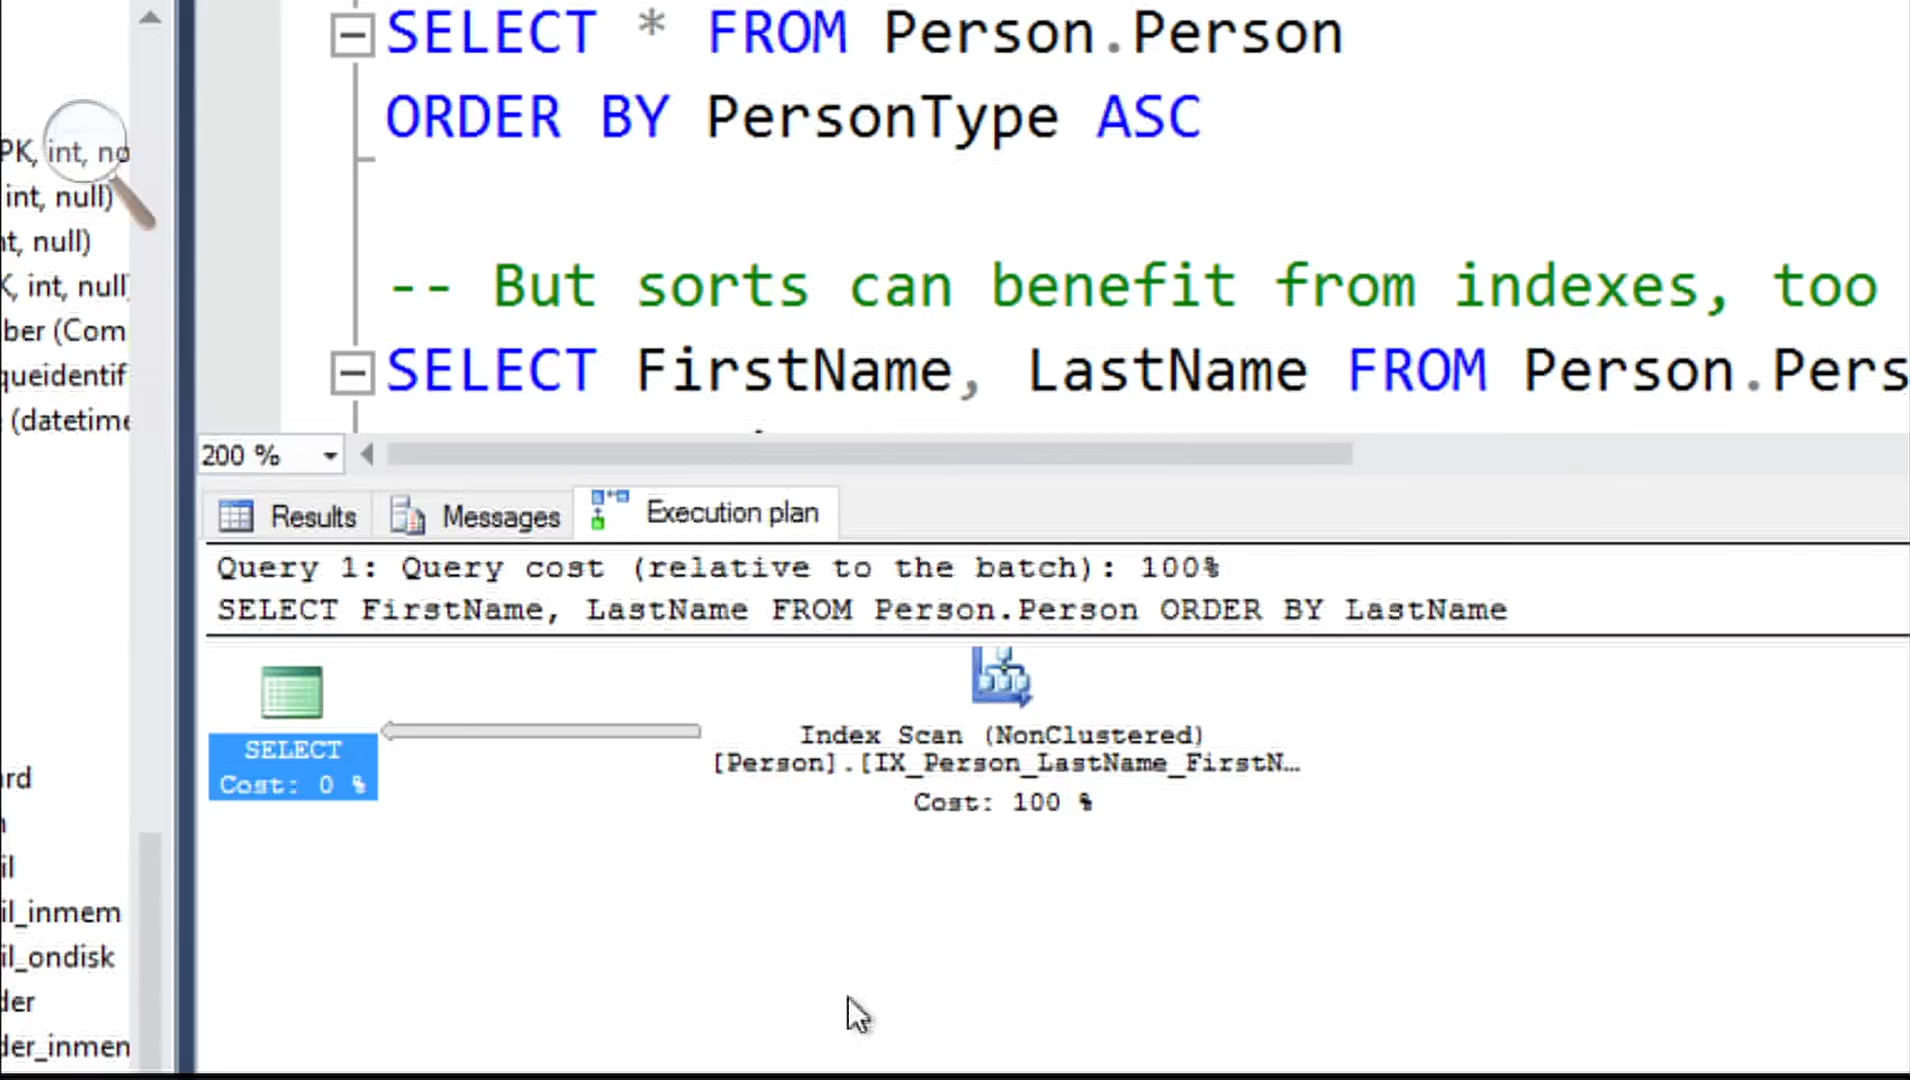 SELECT * FROM Person.Person
ORDER BY PersonType ASC
-- But sorts can benefit from indexes, too
SELECT FirstName, LastName FROM Person.Pers
PK, int, no
int, null)
nt, null)
K, int, null)
ber (Com
queidentif
(datetime
200 %
Results
Messages
Execution plan
Query 1: Query cost (relative to the batch): 100%
SELECT FirstName, LastName FROM Person.Person ORDER BY LastName
SELECT
Cost: 0 %
Index Scan (NonClustered)
[Person].[IX_Person_LastName_FirstN…
Cost: 100 %
ard
il
il_inmem
il_ondisk
der
der_inmem